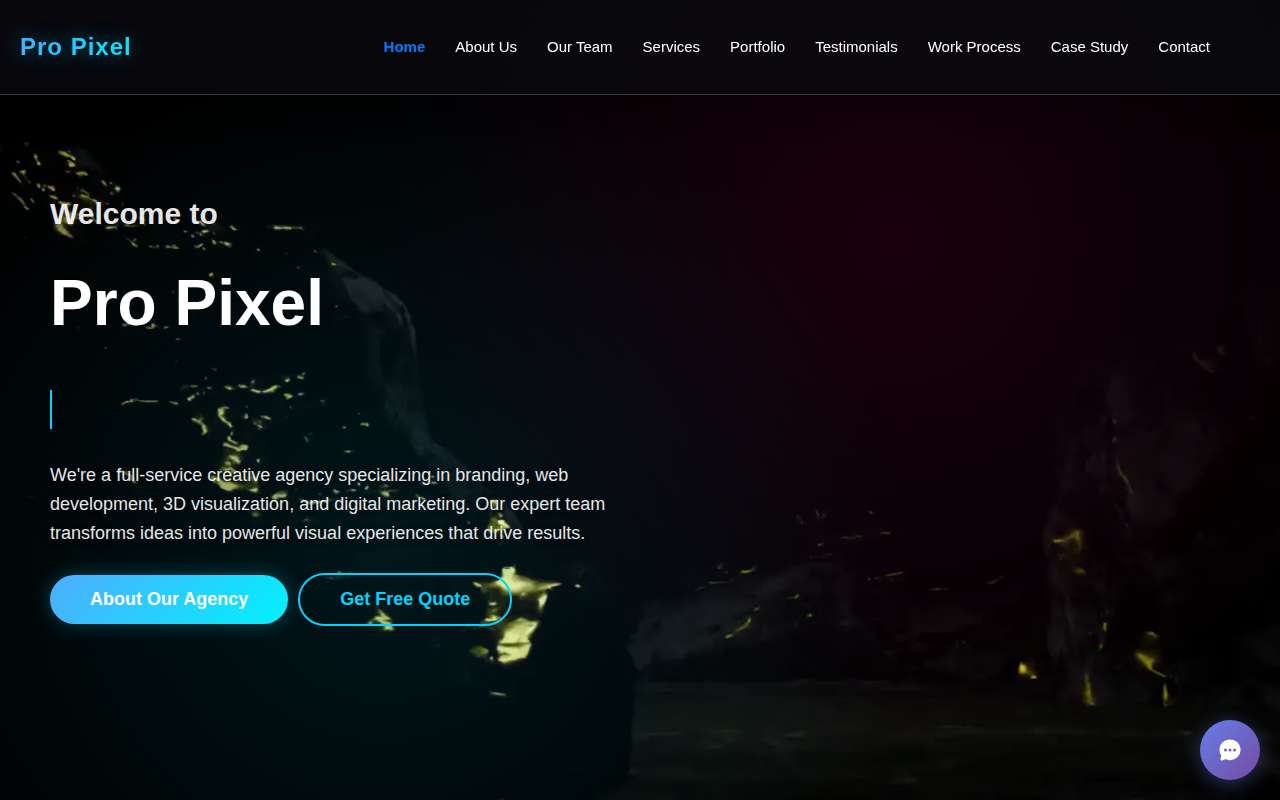 Pro Pixel
Home About Us Our Team Services Portfolio Testimonials Work Process Case Study Contact
Welcome to
Pro Pixel
We're a full-service creative agency specializing in branding, web
development, 3D visualization, and digital marketing. Our expert team
transforms ideas into powerful visual experiences that drive results.
About Our Agency
Get Free Quote